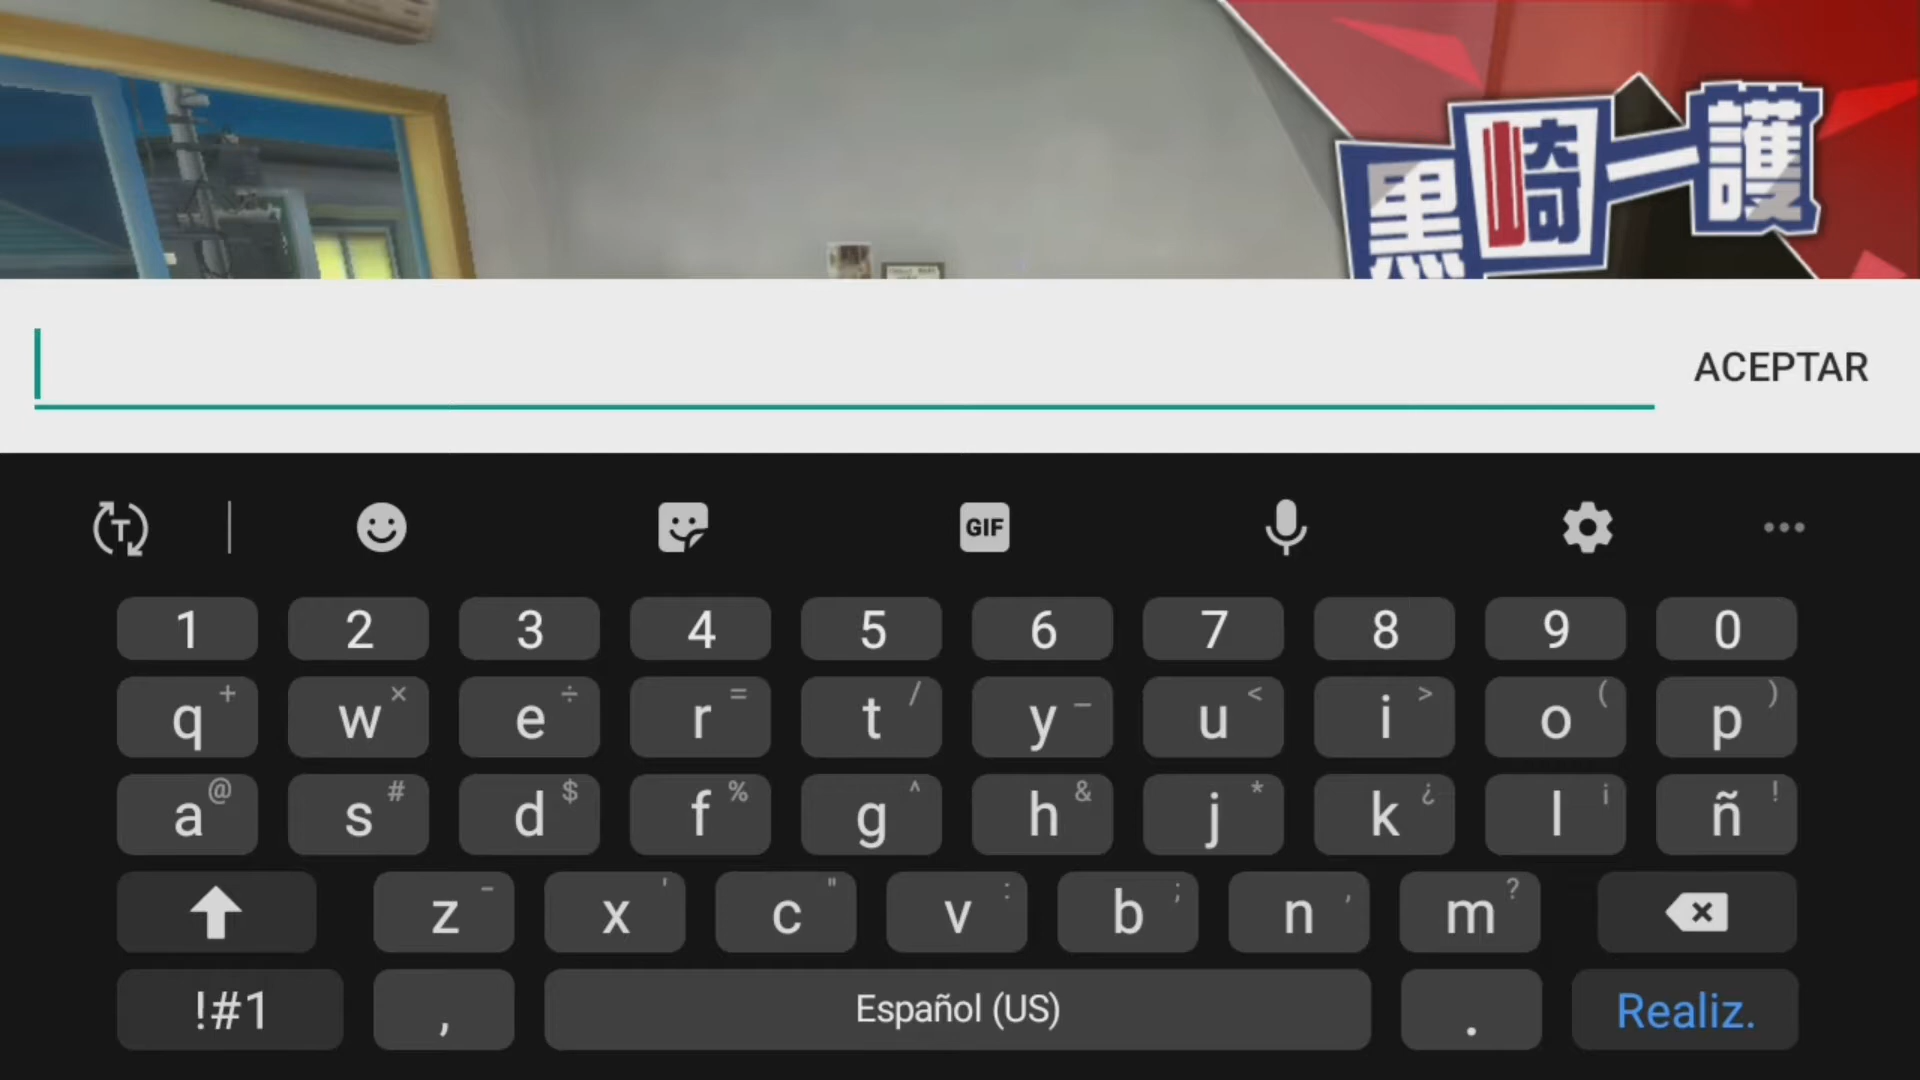 黒崎一護
ACEPTAR
T GIF
1 2 3 4 5 6 7 8 9 0
q + w × e ÷ r = t / y _ u < i > o ( p )
a @ s # d $ f % g ^ h & j * k ¿ l ¡ ñ !
z - x ' c " v : b ; n , m ?
!#1 , Español (US) . Realiz.